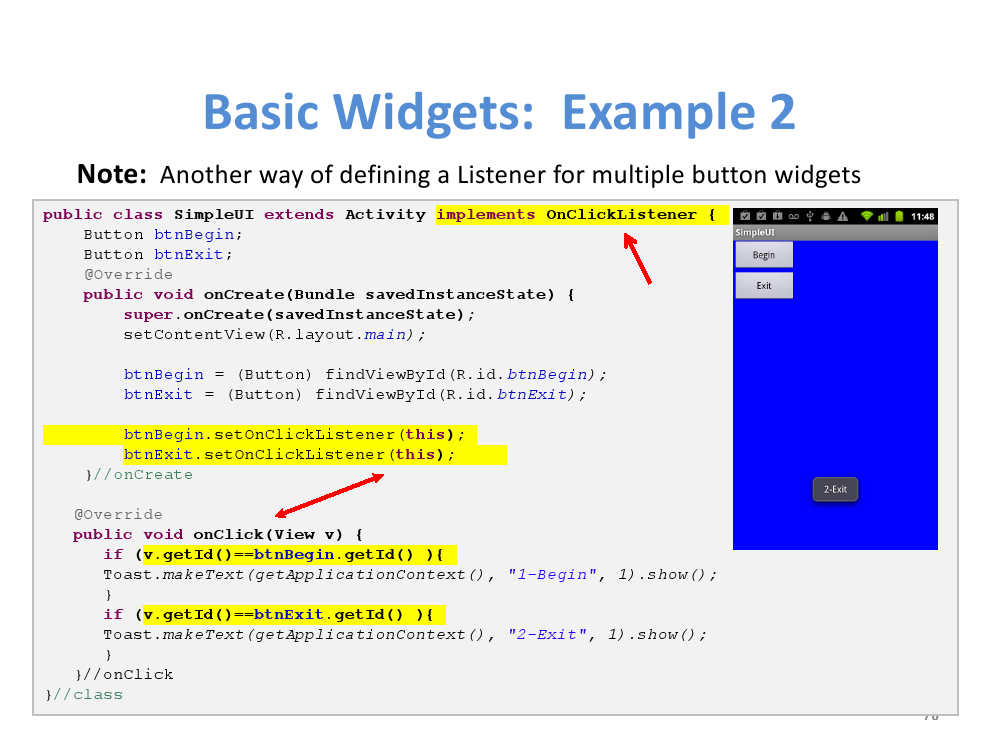 Basic Widgets: Example 2
Note: Another way of defining a Listener for multiple button widgets
public class SimpleUI extends Activity implements OnClickListener {
Button btnBegin;
Button btnExit;
@Override
public void onCreate(Bundle savedInstanceState) {
super.onCreate(savedInstanceState);
setContentView(R.layout.main);
btnBegin = (Button) findViewById(R.id.btnBegin);
btnExit = (Button) findViewById(R.id.btnExit);
btnBegin.setOnClickListener(this);
btnExit.setOnClickListener(this);
}//onCreate
@Override
public void onClick(View v) {
if (v.getId()==btnBegin.getId() ){
Toast.makeText(getApplicationContext(), "1-Begin", 1).show();
}
if (v.getId()==btnExit.getId() ){
Toast.makeText(getApplicationContext(), "2-Exit", 1).show();
}
}//onClick
}//class
11:48
SimpleUI
Begin
Exit
2-Exit